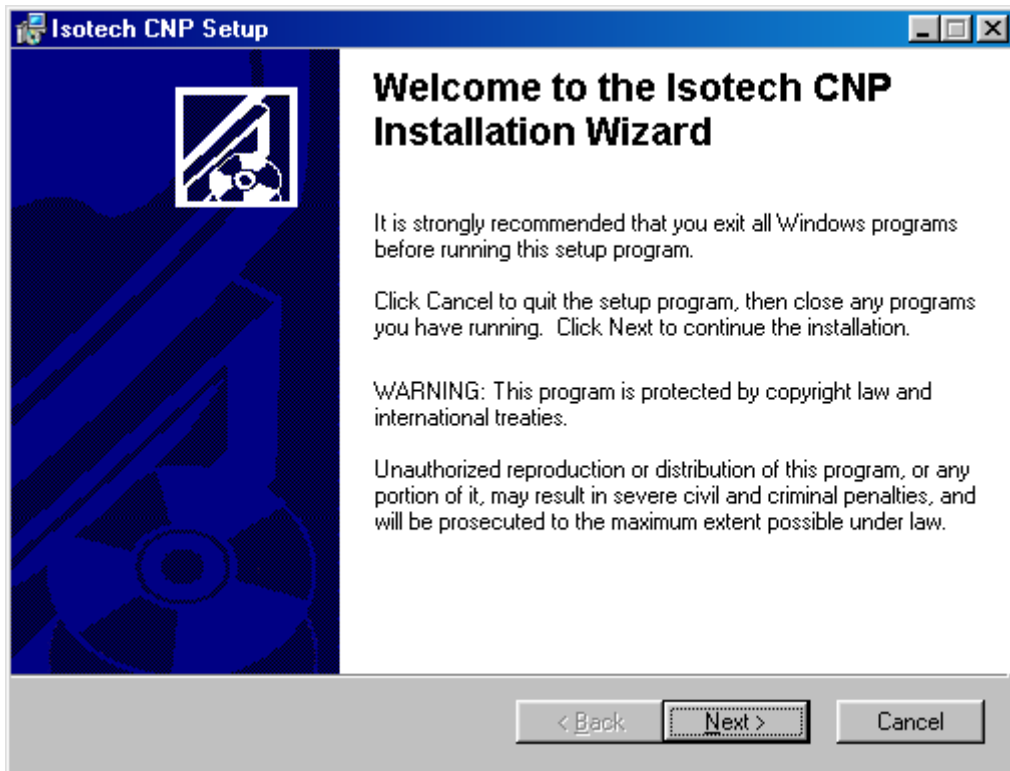 Isotech CNP Setup
Welcome to the Isotech CNP
Installation Wizard
It is strongly recommended that you exit all Windows programs
before running this setup program.
Click Cancel to quit the setup program, then close any programs
you have running.  Click Next to continue the installation.
WARNING: This program is protected by copyright law and
international treaties.
Unauthorized reproduction or distribution of this program, or any
portion of it, may result in severe civil and criminal penalties, and
will be prosecuted to the maximum extent possible under law.
< Back Next > Cancel